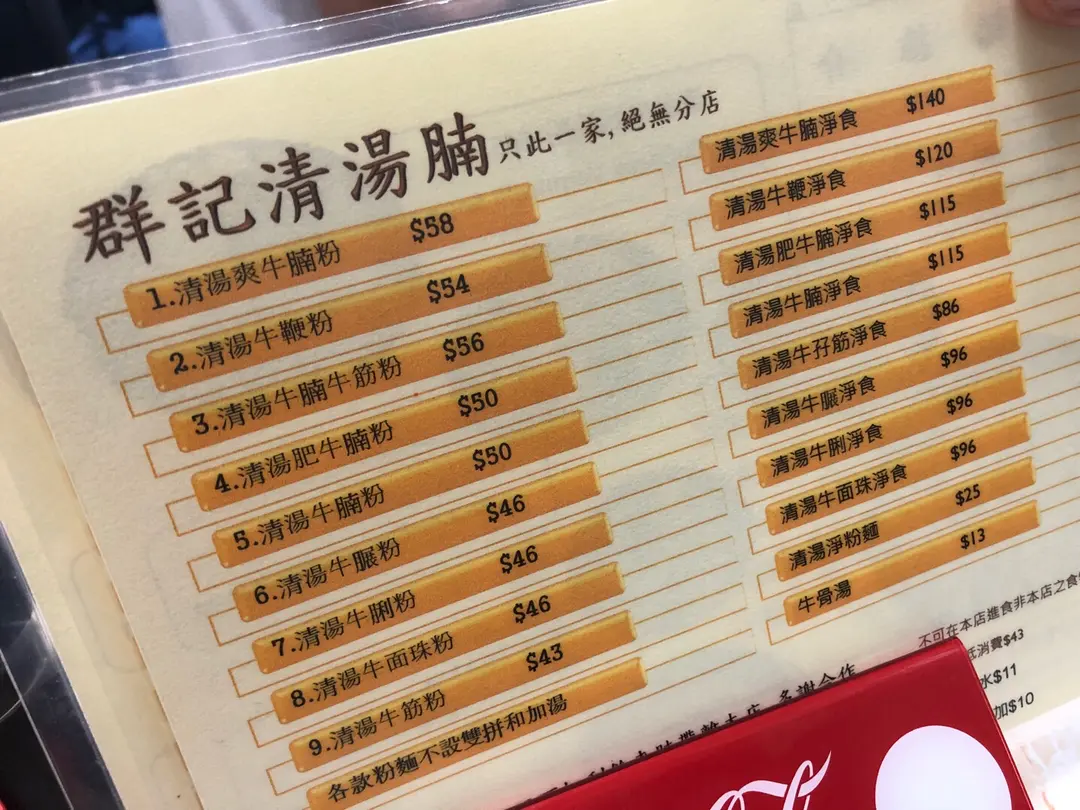 群記清湯腩 只此一家,絕無分店
1.清湯爽牛腩粉 $58
2.清湯牛鞭粉 $54
3.清湯牛腩牛筋粉 $56
4.清湯肥牛腩粉 $50
5.清湯牛腩粉 $50
6.清湯牛𦟌粉 $46
7.清湯牛脷粉 $46
8.清湯牛面珠粉 $46
9.清湯牛筋粉 $43
各款粉麵不設雙拼和加湯
清湯爽牛腩淨食 $140
清湯牛鞭淨食 $120
清湯肥牛腩淨食 $115
清湯牛腩淨食 $115
清湯牛孖筋淨食 $86
清湯牛𦟌淨食 $96
清湯牛脷淨食 $96
清湯牛面珠淨食 $96
清湯淨粉麵 $25
牛骨湯 $13
不可在本店進食非本店之食
低消費$43
水$11
加$10
多謝合作